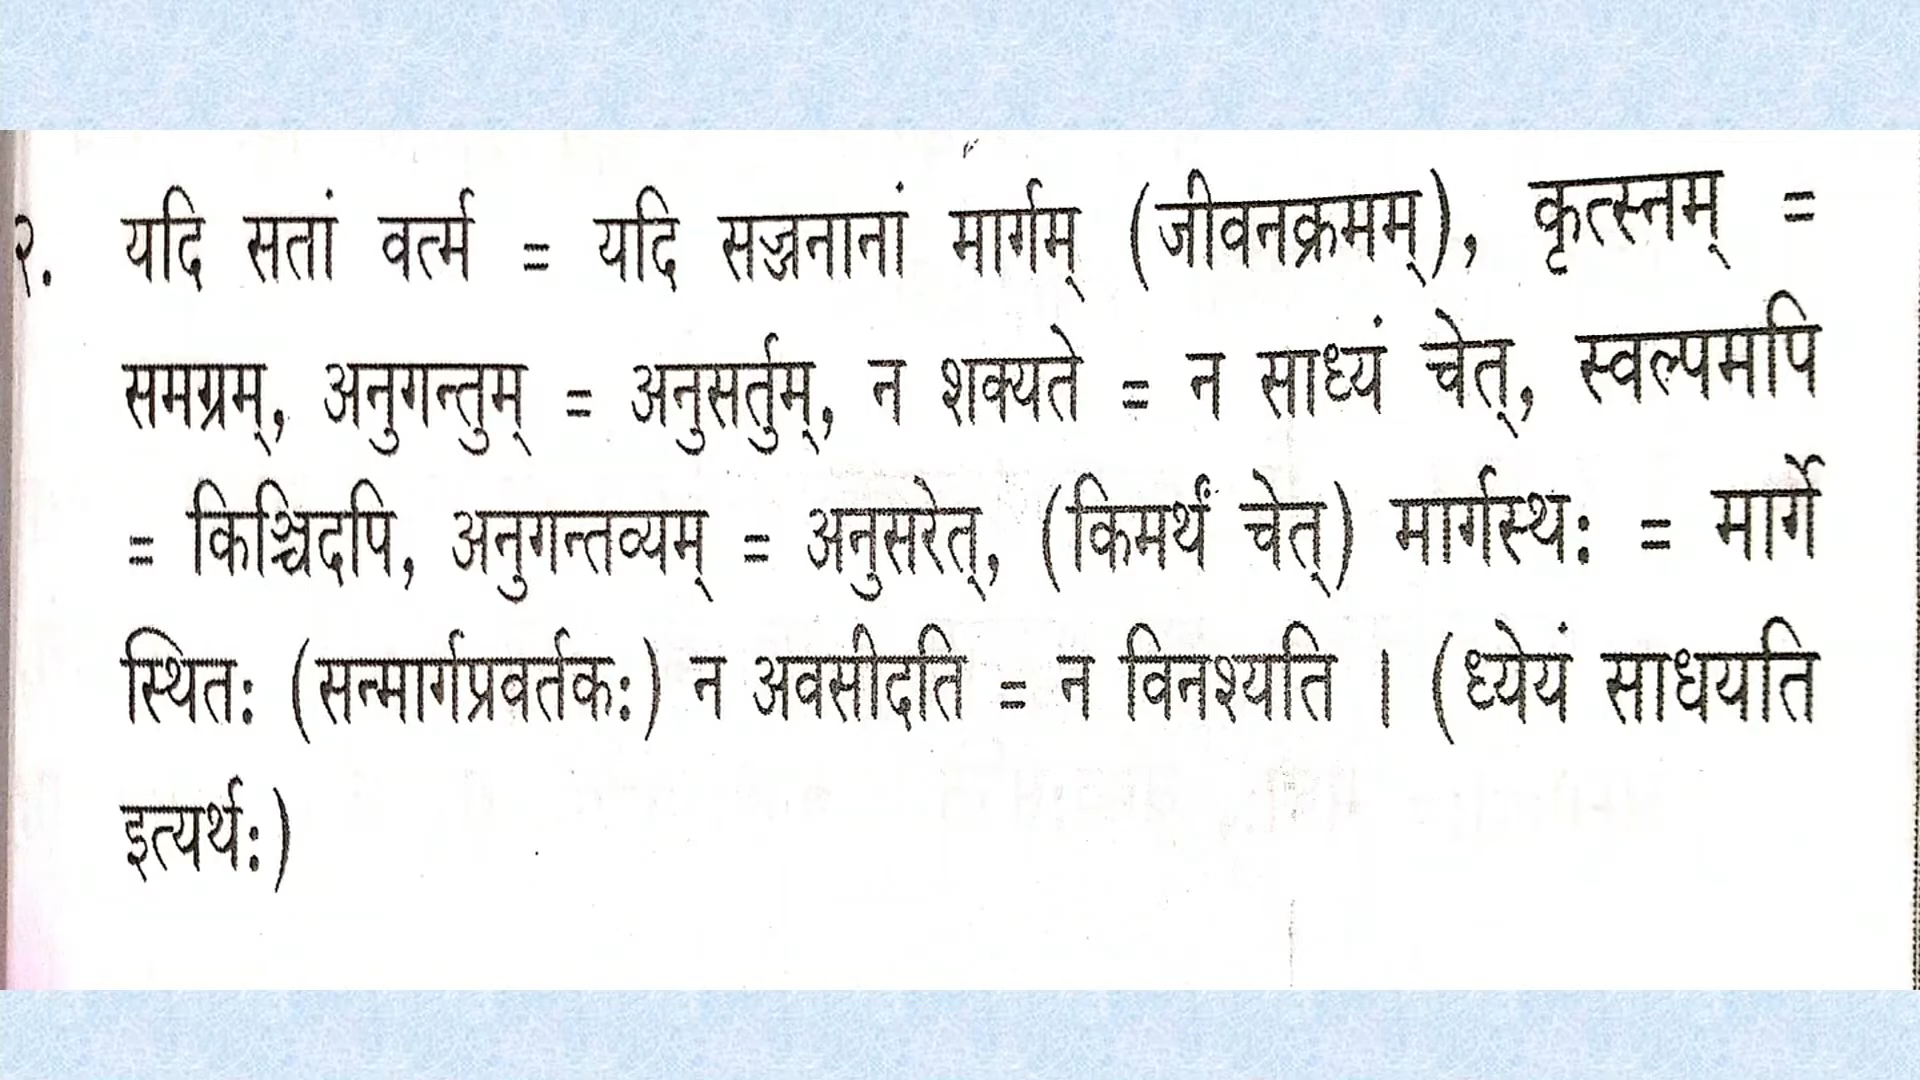 २. यदि सतां वर्त्म = यदि सज्जनानां मार्गम् (जीवनक्रमम्), कृत्स्नम् =
समग्रम्, अनुगन्तुम् = अनुसर्तुम्, न शक्यते = न साध्यं चेत्, स्वल्पमपि
= किञ्चिदपि, अनुगन्तव्यम् = अनुसरेत्, (किमर्थं चेत्) मार्गस्थः = मार्गे
स्थितः (सन्मार्गप्रवर्तकः) न अवसीदति = न विनश्यति । (ध्येयं साधयति
इत्यर्थः)